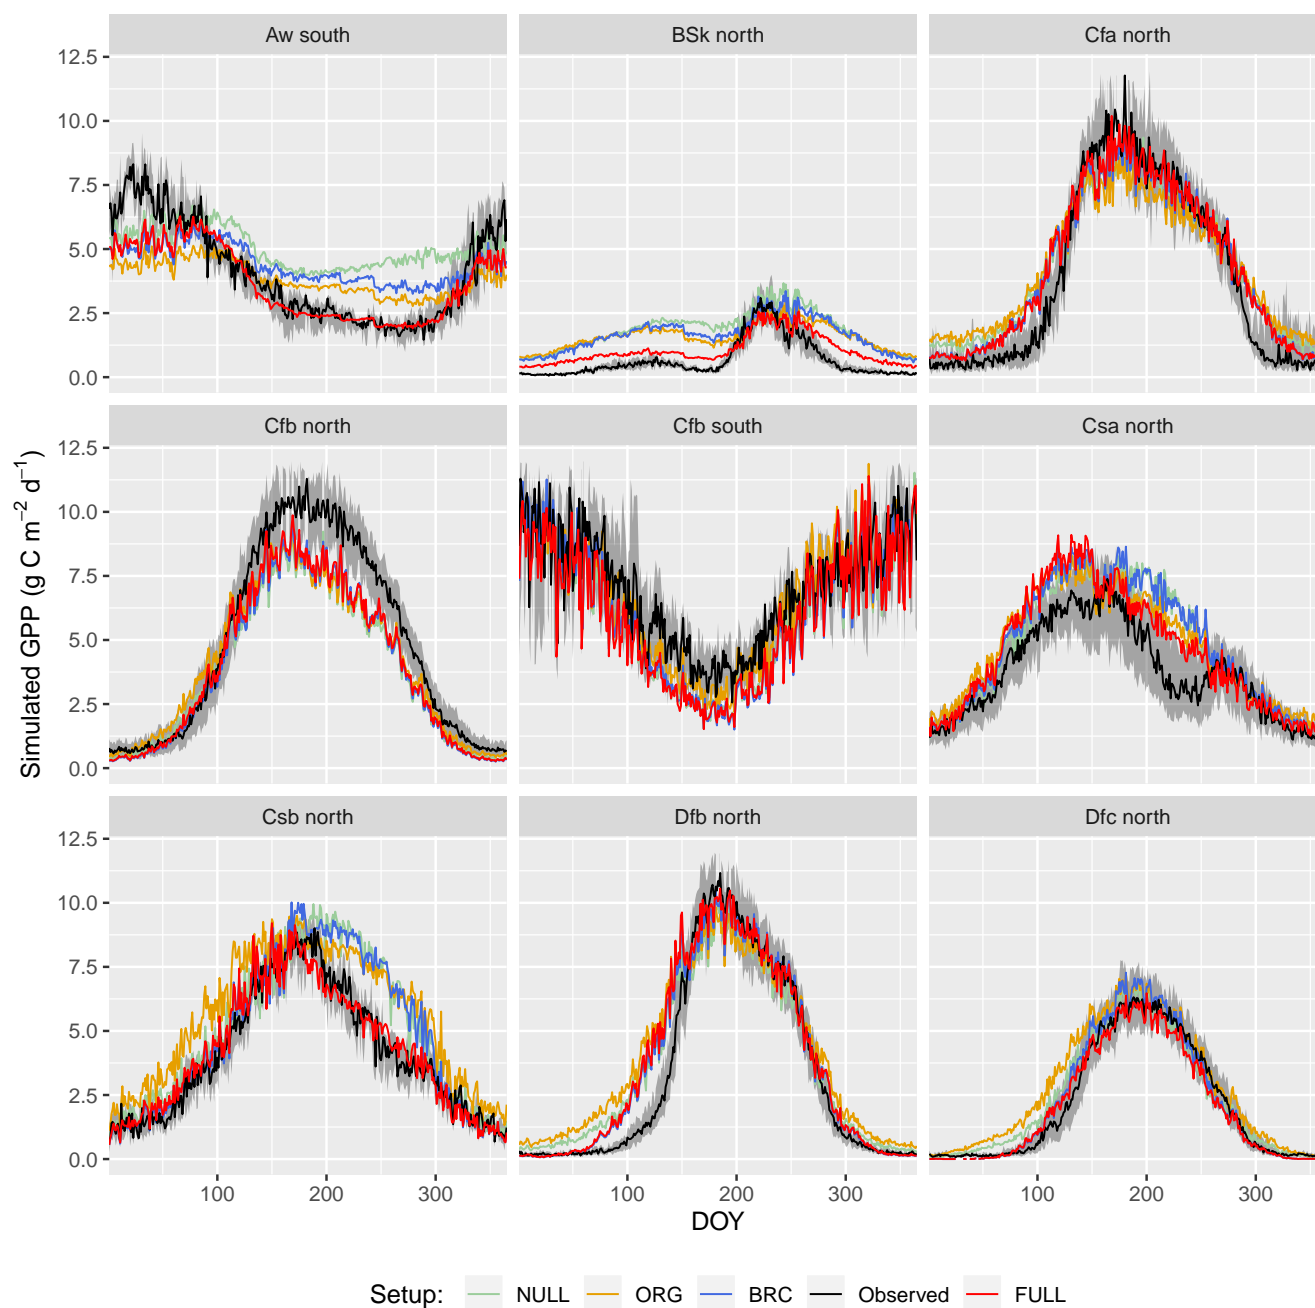 Aw south
BSk north
Cfa north
12.5
10.0
7.5
5.0
2.5
0.0
Cfb north
Cfb south
Csa north
12.5
10.0
7.5
5.0
2.5
0.0
Simulated GPP (g C m⁻² d⁻¹)
Csb north
Dfb north
Dfc north
12.5
10.0
7.5
5.0
2.5
0.0
100 200 300
100 200 300
100 200 300
DOY
Setup: NULL ORG BRC Observed FULL